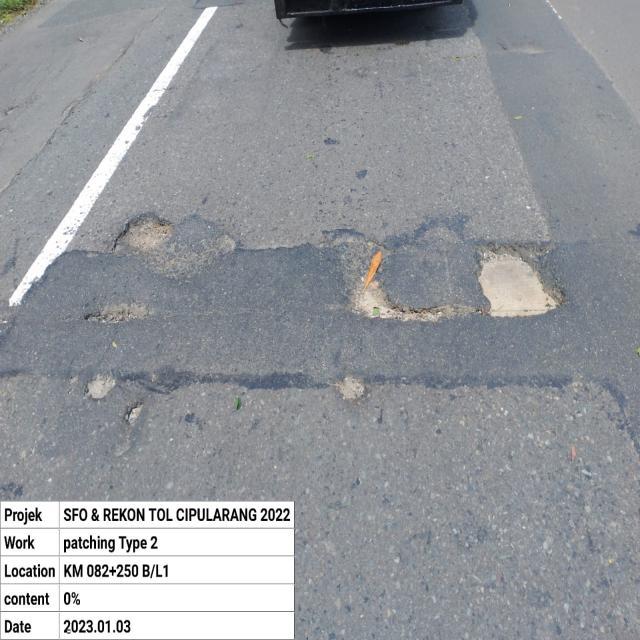 Projek SFO & REKON TOL CIPULARANG 2022
Work patching Type 2
Location KM 082+250 B/L1
content 0%
Date 2023.01.03